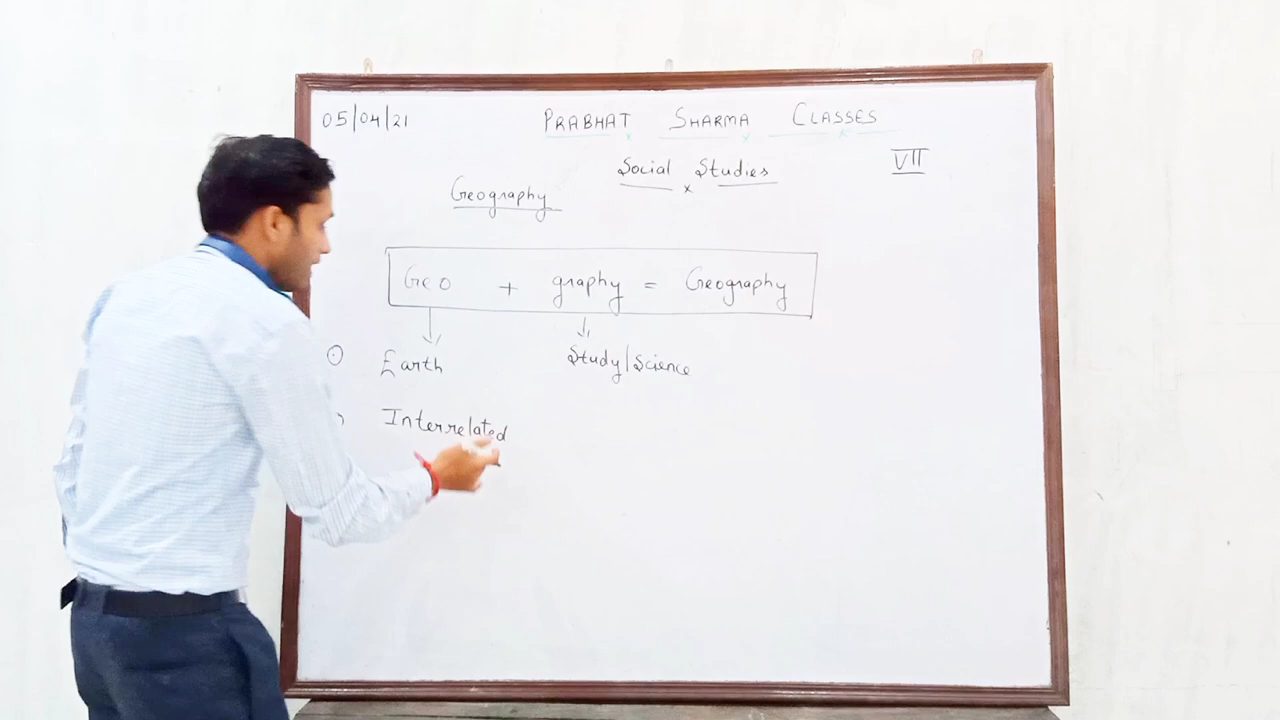 05/04/21 PRABHAT SHARMA CLASSES
Social Studies VII
Geography
Geo + graphy = Geography
Earth Study/Science
Interrelated